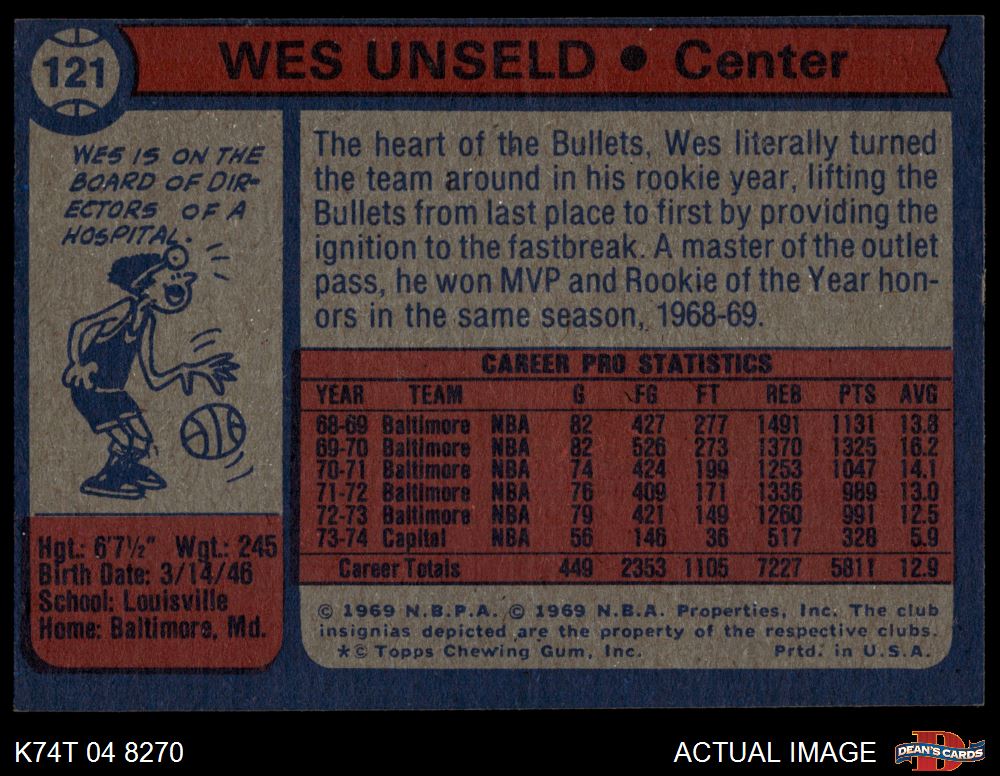 121
WES UNSELD ● Center
WES IS ON THE
BOARD OF DIR-
ECTORS OF A
HOSPITAL.
The heart of the Bullets, Wes literally turned
the team around in his rookie year, lifting the
Bullets from last place to first by providing the
ignition to the fastbreak. A master of the outlet
pass, he won MVP and Rookie of the Year hon-
ors in the same season, 1968-69.
CAREER PRO STATISTICS
YEAR TEAM G FG FT REB PTS AVG
68-69 Baltimore NBA 82 427 277 1491 1131 13.8
69-70 Baltimore NBA 82 526 273 1370 1325 16.2
70-71 Baltimore NBA 74 424 199 1253 1047 14.1
71-72 Baltimore NBA 76 409 171 1336 989 13.0
72-73 Baltimore NBA 79 421 149 1260 991 12.5
73-74 Capital NBA 56 146 36 517 328 5.9
Career Totals 449 2353 1105 7227 5811 12.9
Hgt.: 6'7½" Wgt.: 245
Birth Date: 3/14/46
School: Louisville
Home: Baltimore, Md.
© 1969 N.B.P.A. © 1969 N.B.A. Properties, Inc. The club
insignias depicted are the property of the respective clubs.
*© Topps Chewing Gum, Inc. Prtd. in U.S.A.
K74T 04 8270
ACTUAL IMAGE
D
DEAN'S CARDS